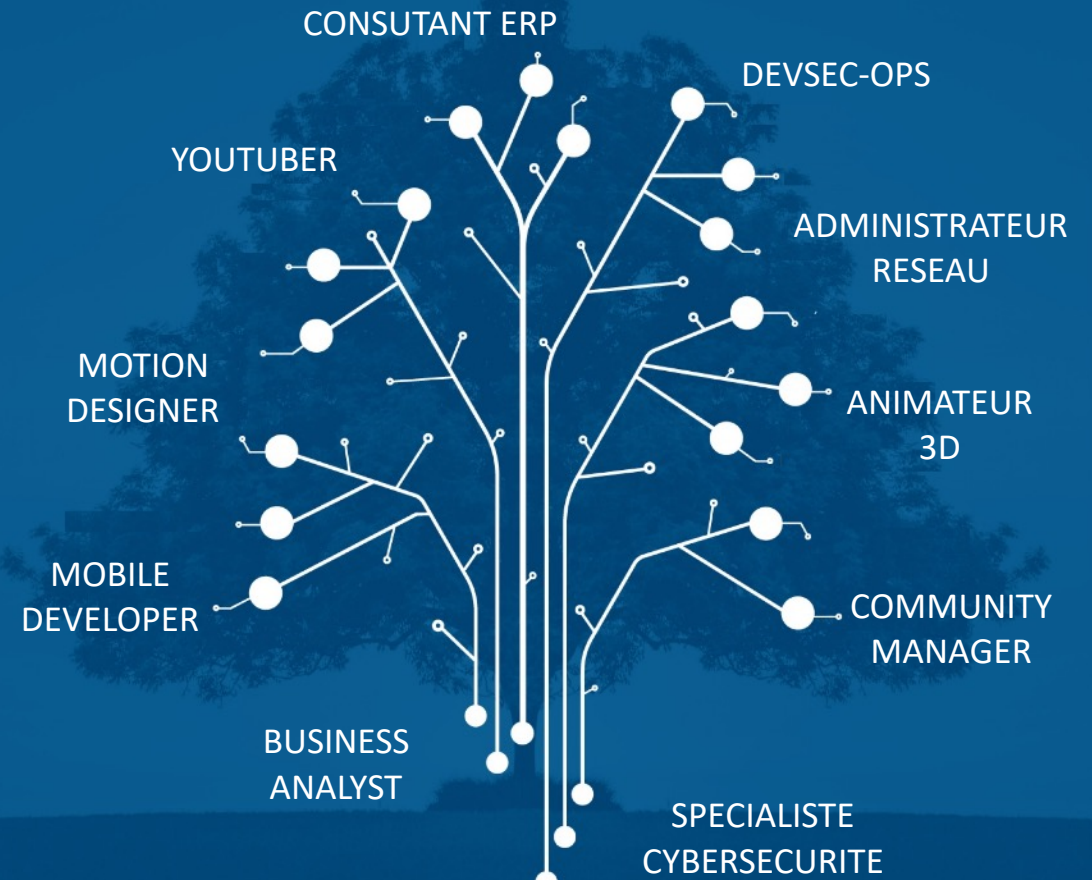 CONSUTANT ERP
DEVSEC-OPS
YOUTUBER
ADMINISTRATEUR
RESEAU
MOTION
DESIGNER
ANIMATEUR
3D
MOBILE
DEVELOPER
COMMUNITY
MANAGER
BUSINESS
ANALYST
SPECIALISTE
CYBERSECURITE